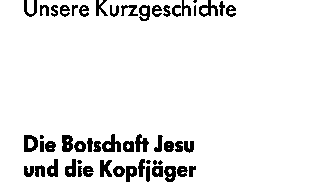 Unsere Kurzgeschichte
Die Botschaft Jesu
und die Kopfjäger